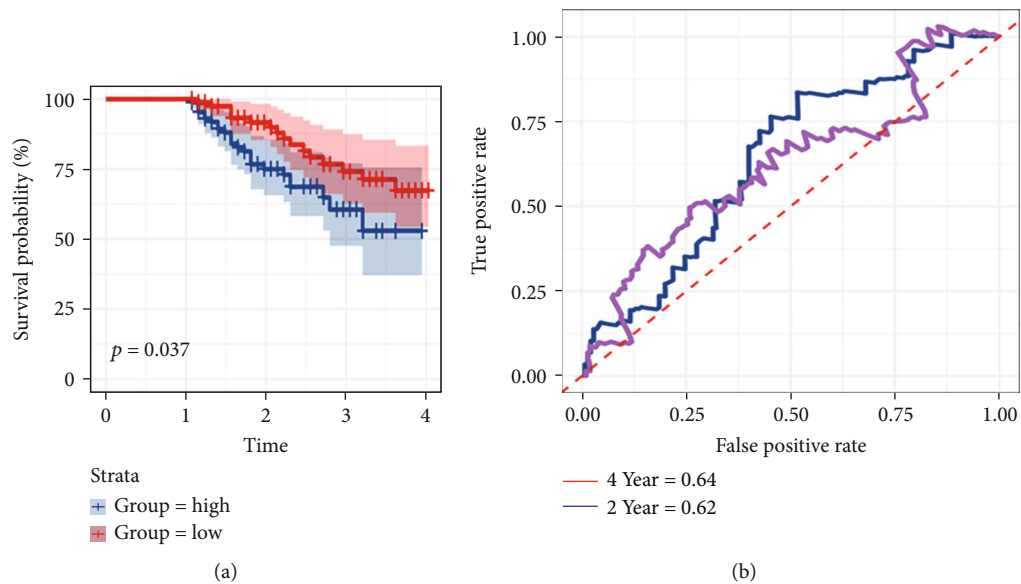 100
75
50
25
0
Survival probability (%)
p = 0.037
0 1 2 3 4
Time
Strata
Group = high
Group = low
(a)
1.00
0.75
0.50
0.25
0.00
True positive rate
0.00 0.25 0.50 0.75 1.00
False positive rate
4 Year = 0.64
2 Year = 0.62
(b)